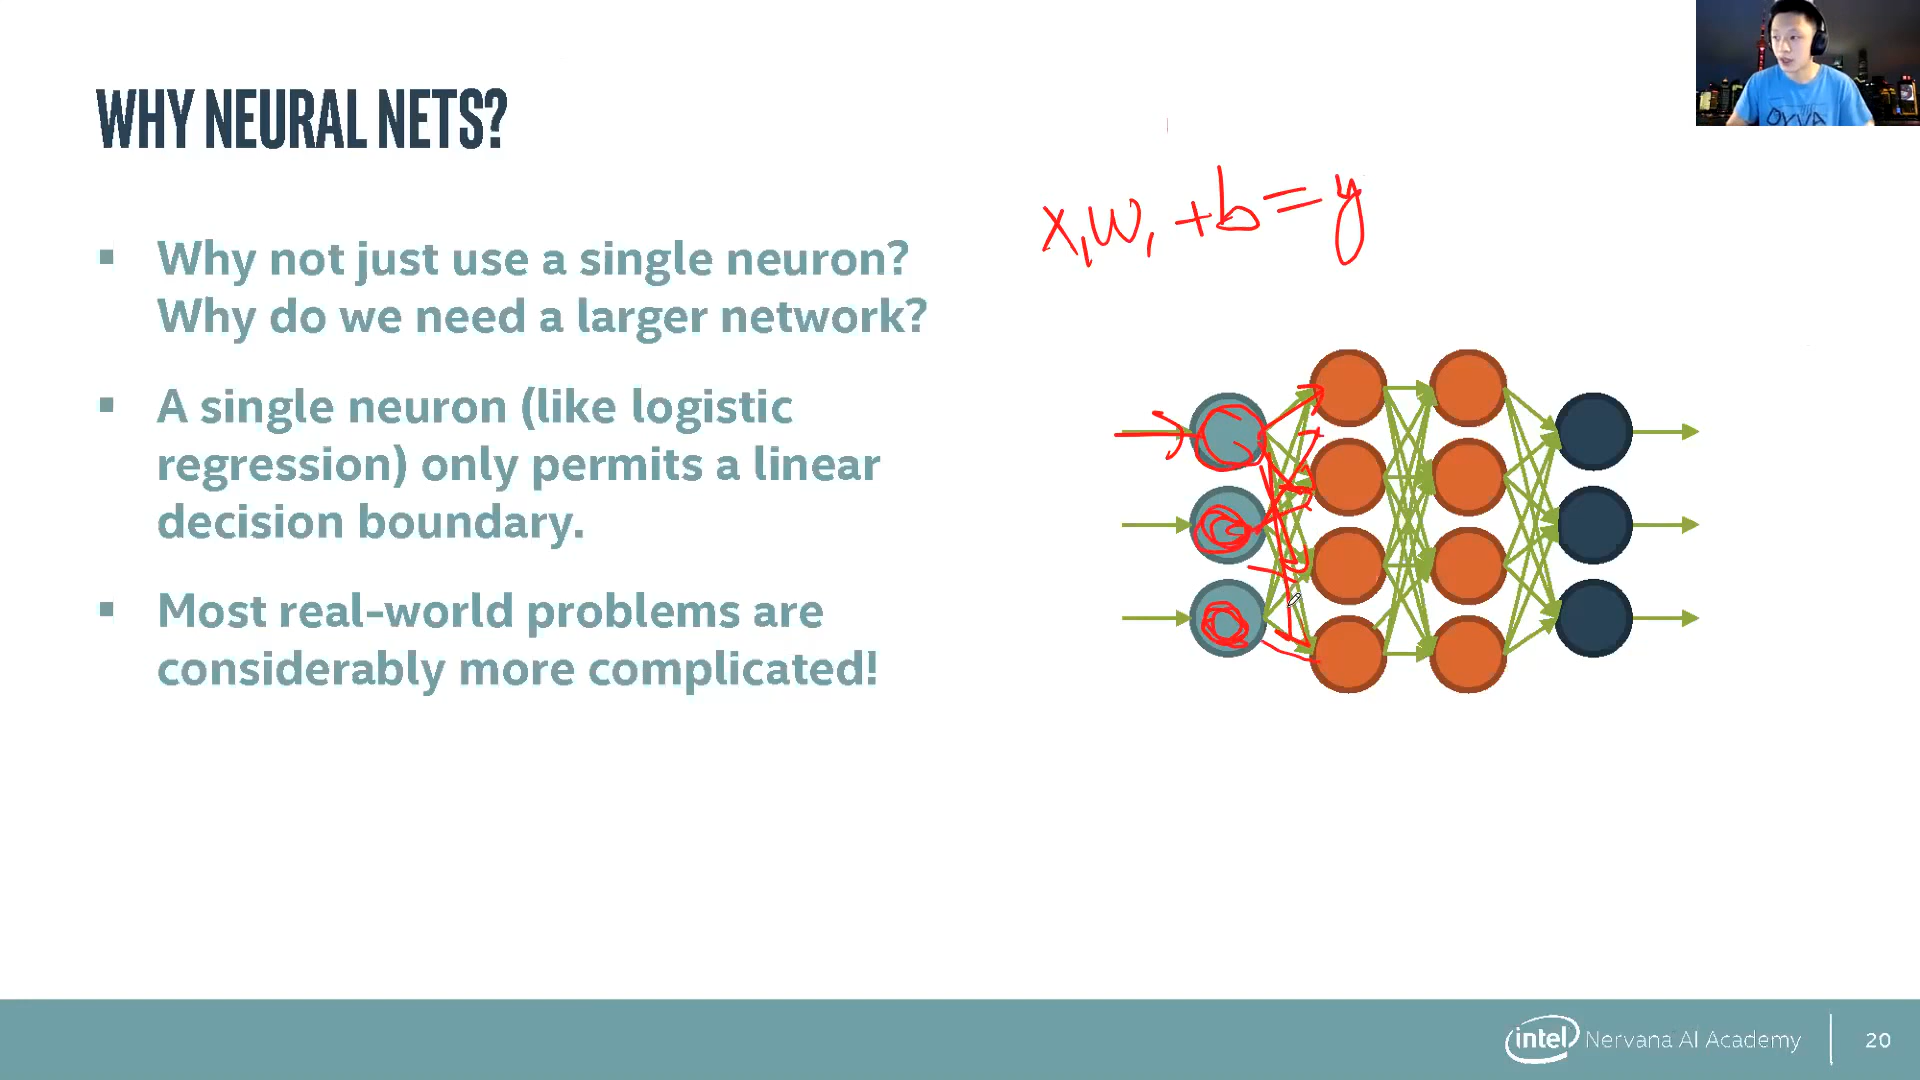 WHY NEURAL NETS?
x₁w₁ + b = y
▪ Why not just use a single neuron?
Why do we need a larger network?
▪ A single neuron (like logistic
regression) only permits a linear
decision boundary.
▪ Most real-world problems are
considerably more complicated!
intel Nervana AI Academy 20